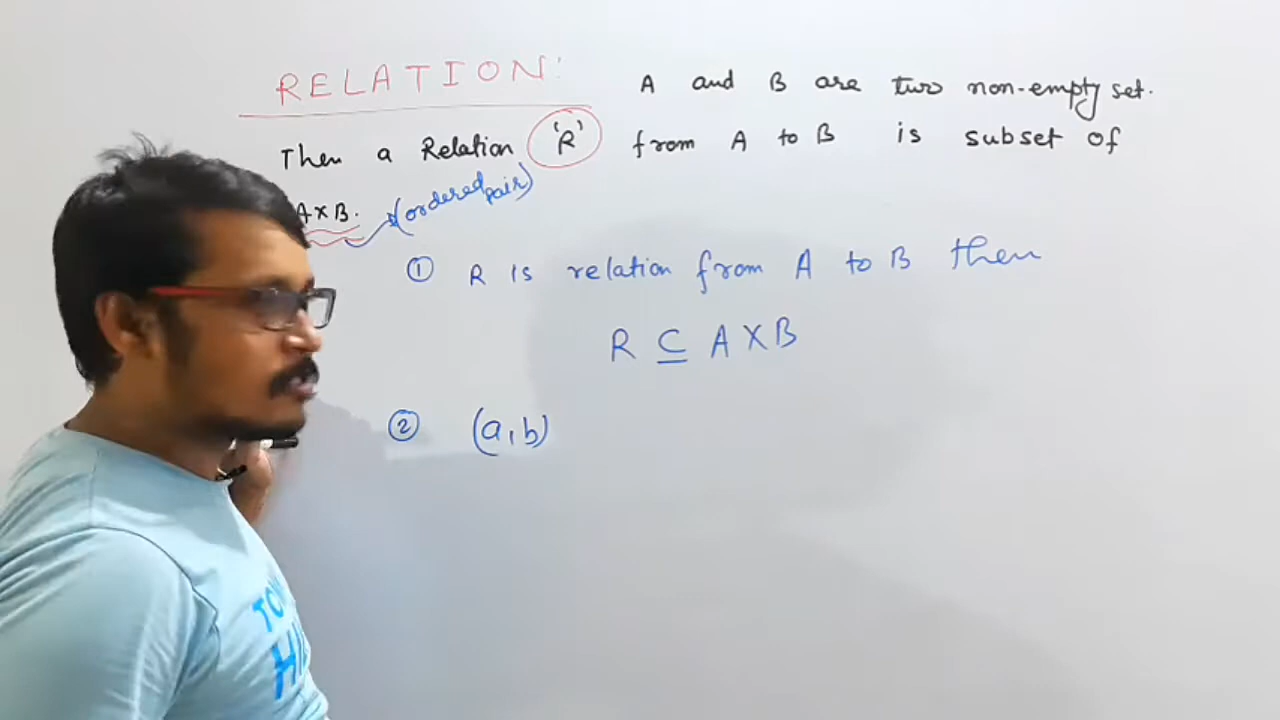 RELATION: A and B are two non-empty set.
Then a Relation 'R' from A to B is subset of
A×B. (ordered pair)
① R is relation from A to B then
R ⊆ A×B
② (a,b)